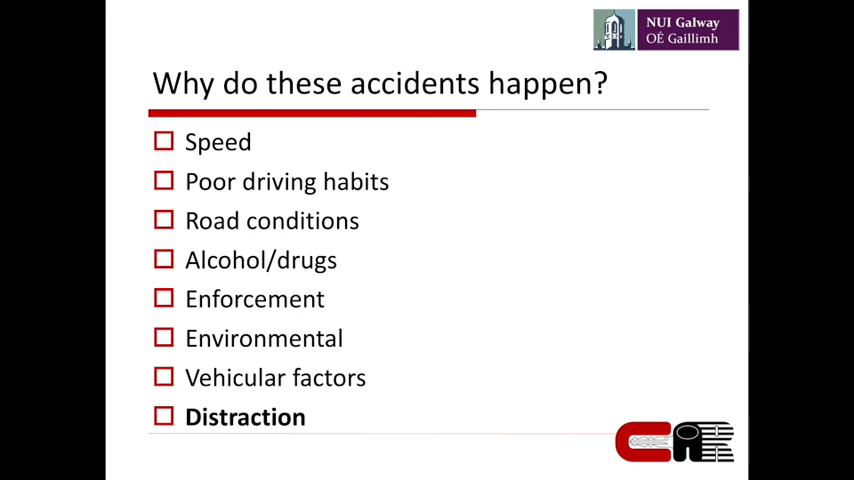 NUI Galway
OÉ Gaillimh
Why do these accidents happen?
Speed
Poor driving habits
Road conditions
Alcohol/drugs
Enforcement
Environmental
Vehicular factors
Distraction
CAR